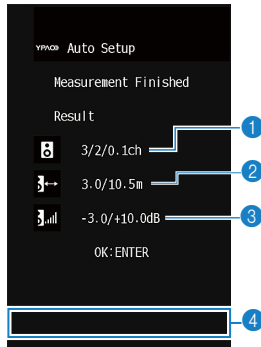 YPAO Auto Setup
Measurement Finished
Result
3/2/0.1ch
1
3.0/10.5m
2
-3.0/+10.0dB
3
OK:ENTER
4